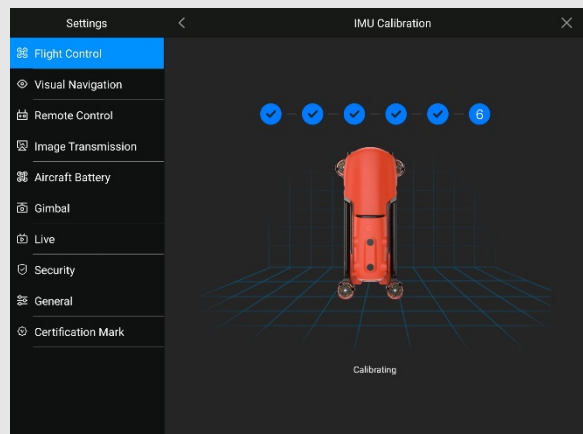 Settings
IMU Calibration
Flight Control
Visual Navigation
Remote Control
Image Transmission
Aircraft Battery
Gimbal
Live
Security
General
Certification Mark
6
Calibrating